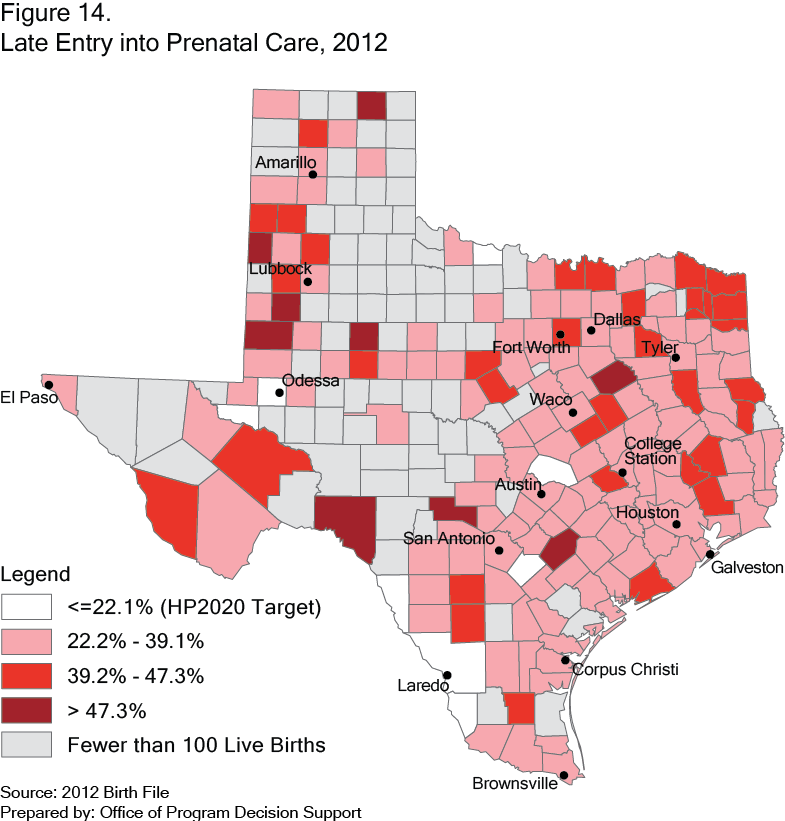 Figure 14.
Late Entry into Prenatal Care, 2012
Amarillo
Lubbock
Dallas
Fort Worth
Tyler
Odessa
El Paso
Waco
College
Station
Austin
Houston
San Antonio
Galveston
Legend
<=22.1% (HP2020 Target)
22.2% - 39.1%
39.2% - 47.3%
> 47.3%
Fewer than 100 Live Births
Corpus Christi
Laredo
Brownsville
Source: 2012 Birth File
Prepared by: Office of Program Decision Support